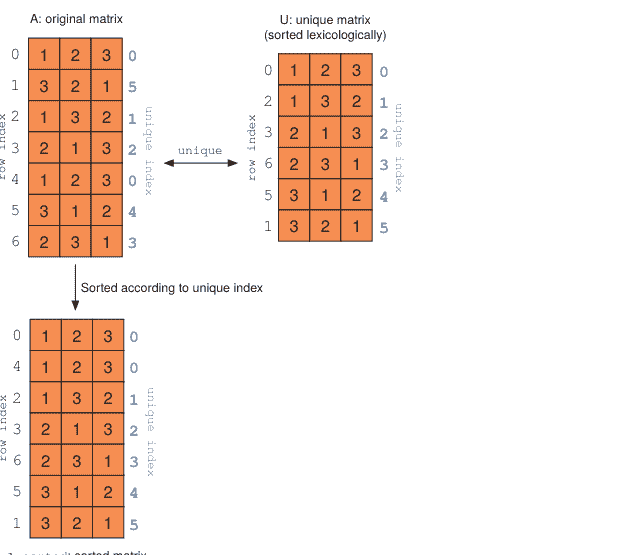 A: original matrix
0 1 2 3 0
1 3 2 1 5
2 1 3 2 1
3 2 1 3 2
4 1 2 3 0
5 3 1 2 4
6 2 3 1 3
row index
unique index
unique
U: unique matrix
(sorted lexicologically)
0 1 2 3 0
2 1 3 2 1
3 2 1 3 2
6 2 3 1 3
5 3 1 2 4
1 3 2 1 5
row index
unique index
Sorted according to unique index
0 1 2 3 0
4 1 2 3 0
2 1 3 2 1
3 2 1 3 2
6 2 3 1 3
5 3 1 2 4
1 3 2 1 5
row index
unique index
sorted matrix